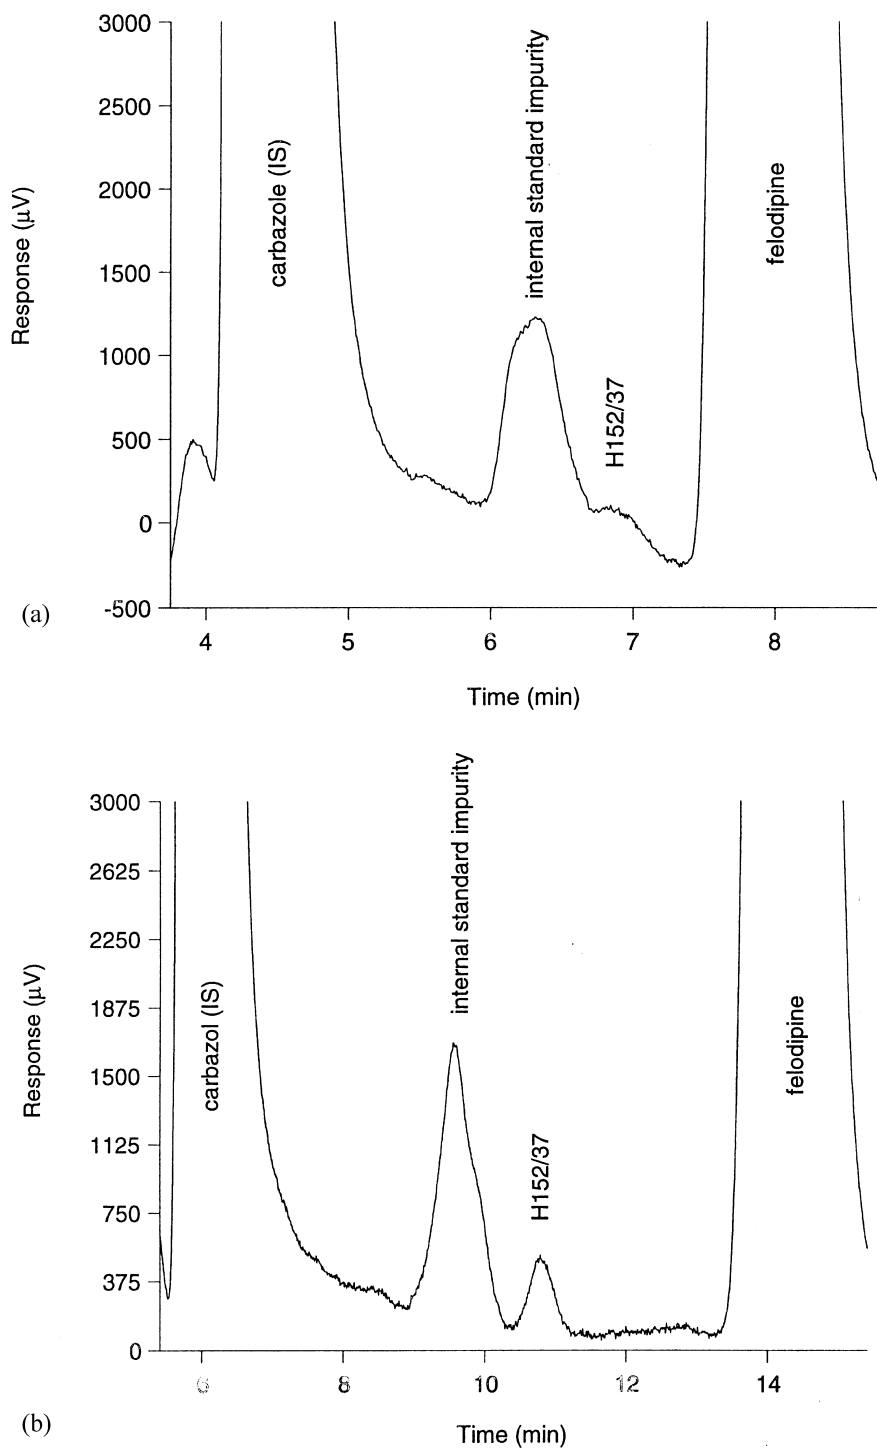 3000
2500
2000
1500
1000
500
0
-500
Response (µV)
carbazole (IS)
internal standard impurity
H152/37
felodipine
(a)
4 5 6 7 8
Time (min)
3000
2625
2250
1875
1500
1125
750
375
0
Response (µV)
carbazol (IS)
internal standard impurity
H152/37
felodipine
6 8 10 12 14
(b)
Time (min)